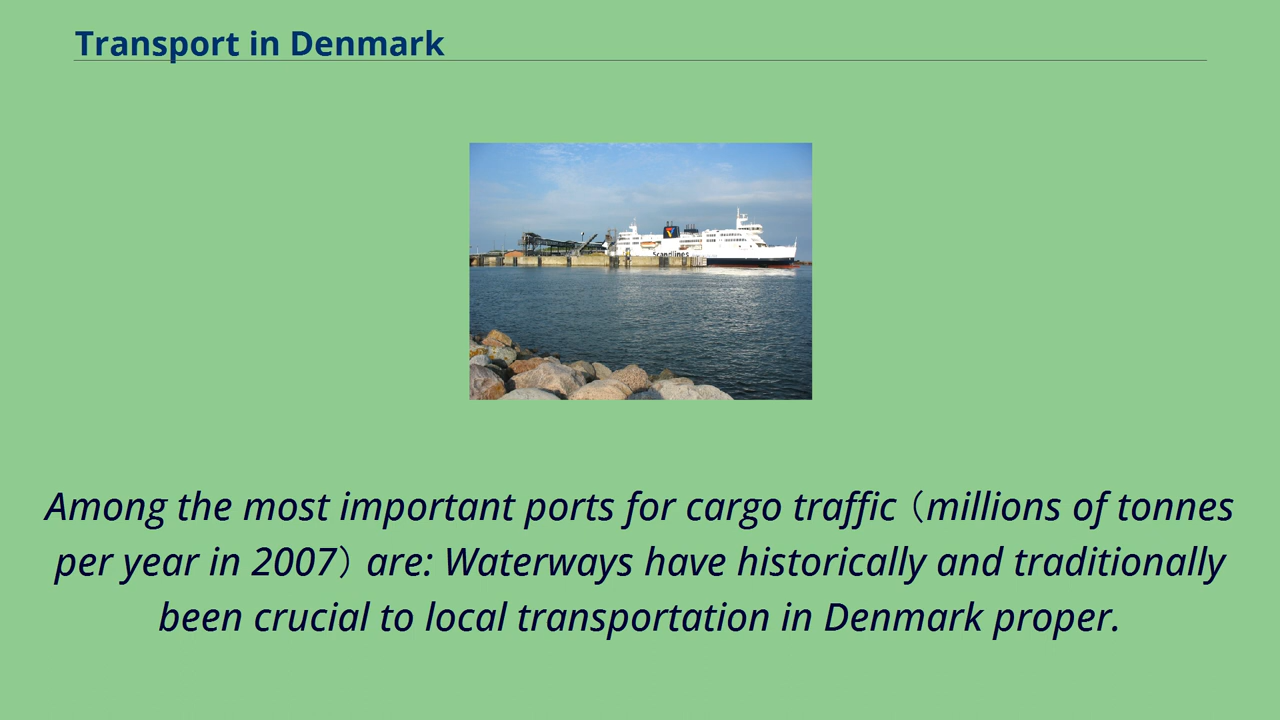 Transport in Denmark
Scandlines
Among the most important ports for cargo traffic（millions of tonnes
per year in 2007）are: Waterways have historically and traditionally
been crucial to local transportation in Denmark proper.